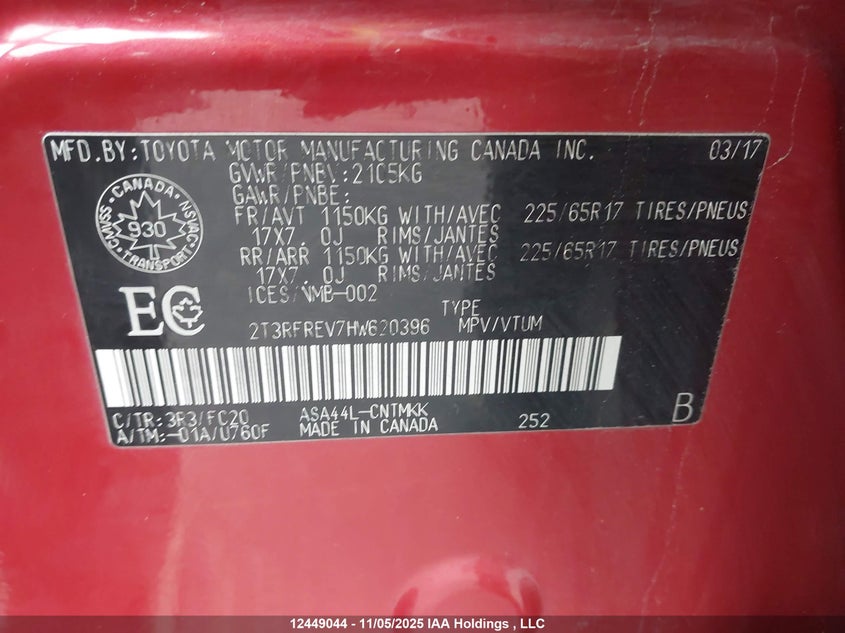 MFD.BY:TOYOTA MOTOR MANUFACTURING CANADA INC. 03/17
GVWR/PNBV:2105KG
GAWR/PNBE:
FR/AVT 1150KG WITH/AVEC 225/65R17 TIRES/PNEUS
17X7.0J RIMS/JANTES
RR/ARR 1150KG WITH/AVEC 225/65R17 TIRES/PNEUS
17X7.0J RIMS/JANTES
ICES/NMB-002
CANADA
CMVSS 930 NSVAC
TRANSPORT
EC
TYPE
2T3RFREV7HW620396 MPV/VTUM
C/TR:3R3/FC20 ASA44L-CNTMKK
A/TM:-01A/U760F MADE IN CANADA 252 B
12449044 - 11/05/2025 IAA Holdings , LLC